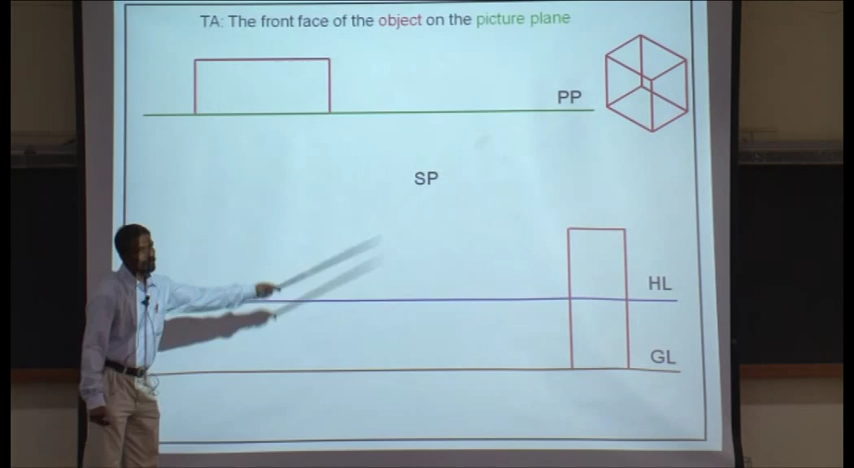 TA: The front face of the object on the picture plane
PP
SP
HL
GL